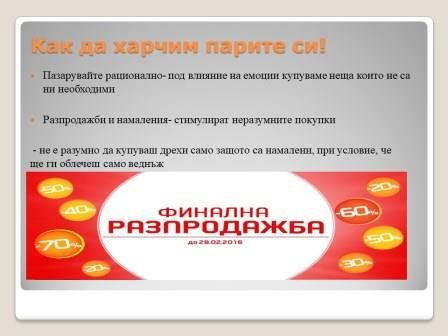 Как да харчим парите си!
Пазарувайте рационално- под влияние на емоции купуваме неща които не са
ни необходими
Разпродажби и намаления- стимулират неразумните покупки
- не е разумно да купуваш дрехи само защото са намалени, при условие, че
ще ги облечеш само веднъж
-50%
-40%
-70%
20%
ФИНАЛНА
РАЗПРОДАЖБА
до 28.02.2016
20%
-60%
-50%
30%